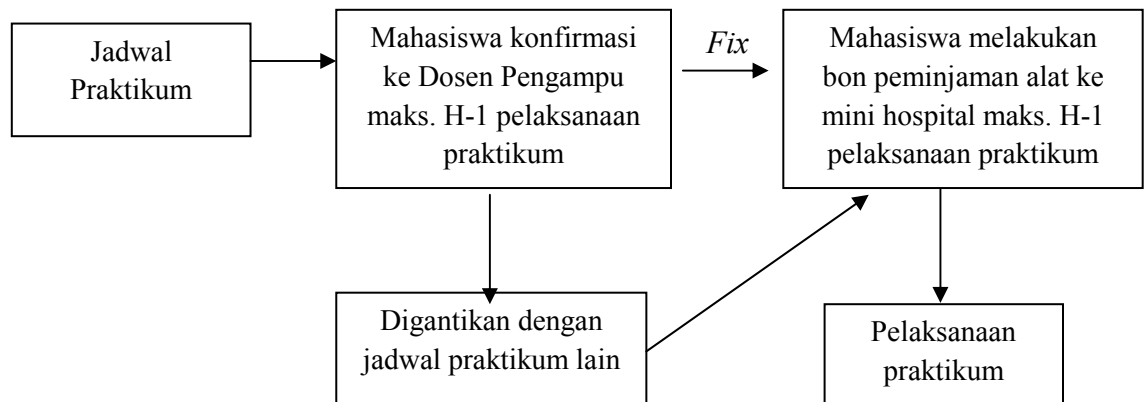 Jadwal
Praktikum
Mahasiswa konfirmasi
ke Dosen Pengampu
maks. H-1 pelaksanaan
praktikum
Fix
Mahasiswa melakukan
bon peminjaman alat ke
mini hospital maks. H-1
pelaksanaan praktikum
Digantikan dengan
jadwal praktikum lain
Pelaksanaan
praktikum